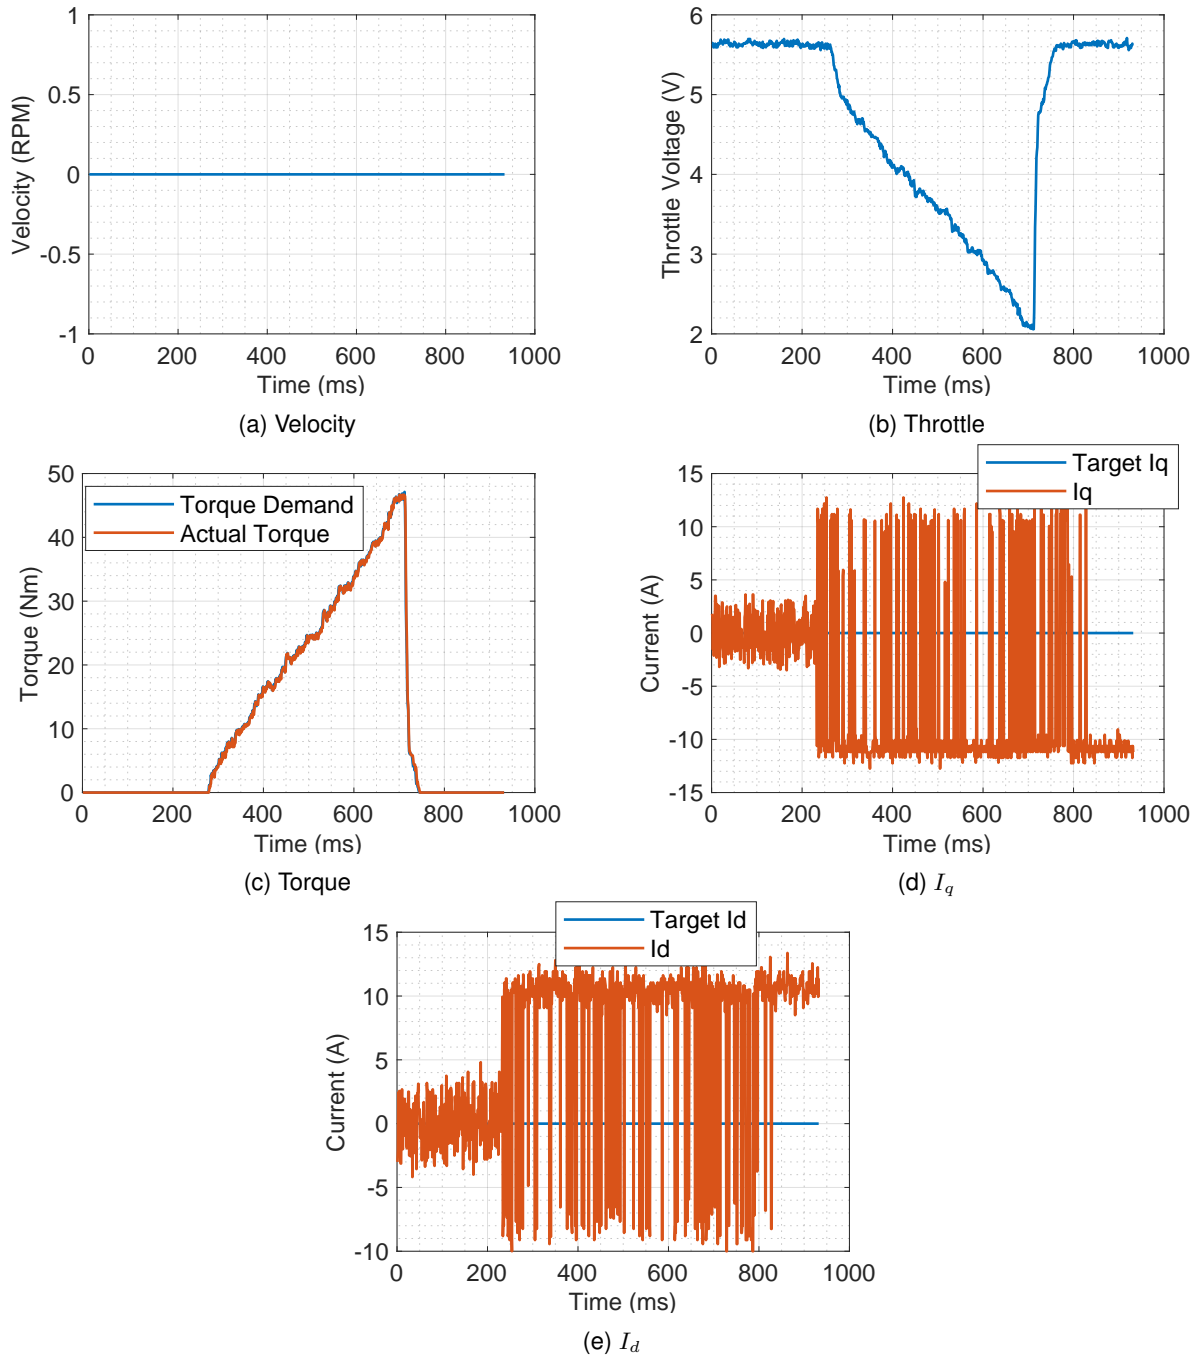 1
0.5
0
-0.5
-1
Velocity (RPM)
0 200 400 600 800 1000
Time (ms)
(a) Velocity
6
5
4
3
2
Throttle Voltage (V)
0 200 400 600 800 1000
Time (ms)
(b) Throttle
50
40
30
20
10
0
Torque (Nm)
Torque Demand
Actual Torque
0 200 400 600 800 1000
Time (ms)
(c) Torque
15
10
5
0
-5
-10
-15
Current (A)
Target Iq
Iq
0 200 400 600 800 1000
Time (ms)
(d) I_q
15
10
5
0
-5
-10
Current (A)
Target Id
Id
0 200 400 600 800 1000
Time (ms)
(e) I_d